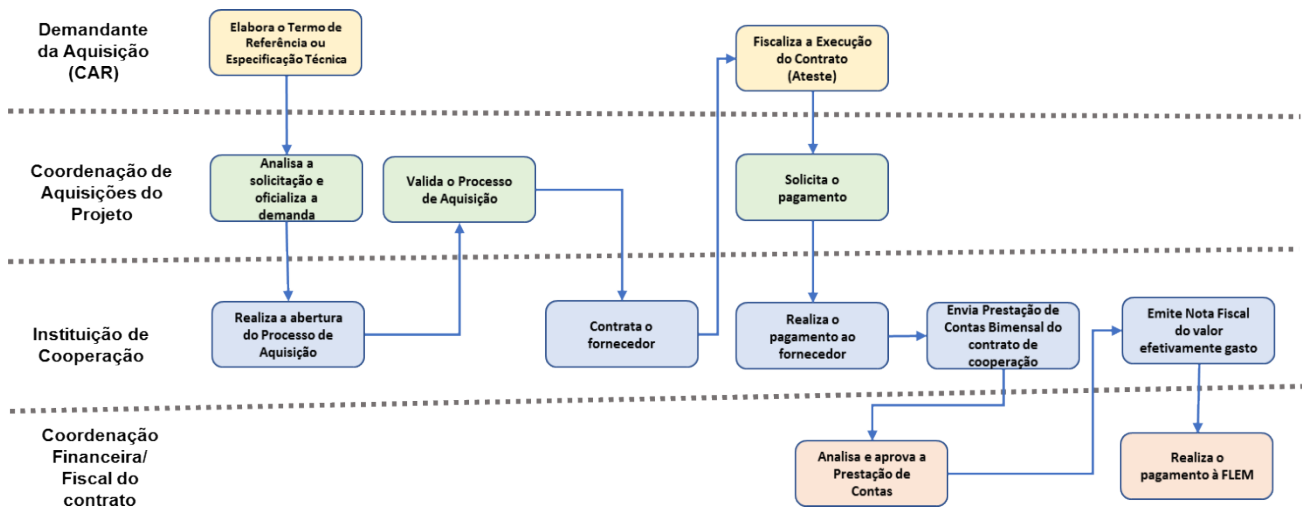 Demandante
da Aquisição
(CAR)
Elabora o Termo de
Referência ou
Especificação Técnica
Fiscaliza a Execução
do Contrato
(Ateste)
Coordenação de
Aquisições do
Projeto
Analisa a
solicitação e
oficializa a
demanda
Valida o Processo
de Aquisição
Solicita o
pagamento
Instituição de
Cooperação
Realiza a abertura
do Processo de
Aquisição
Contrata o
fornecedor
Realiza o
pagamento ao
fornecedor
Envia Prestação de
Contas Bimensal do
contrato de
cooperação
Emite Nota Fiscal
do valor
efetivamente gasto
Coordenação
Financeira/
Fiscal do
contrato
Analisa e aprova a
Prestação de
Contas
Realiza o
pagamento à FLEM